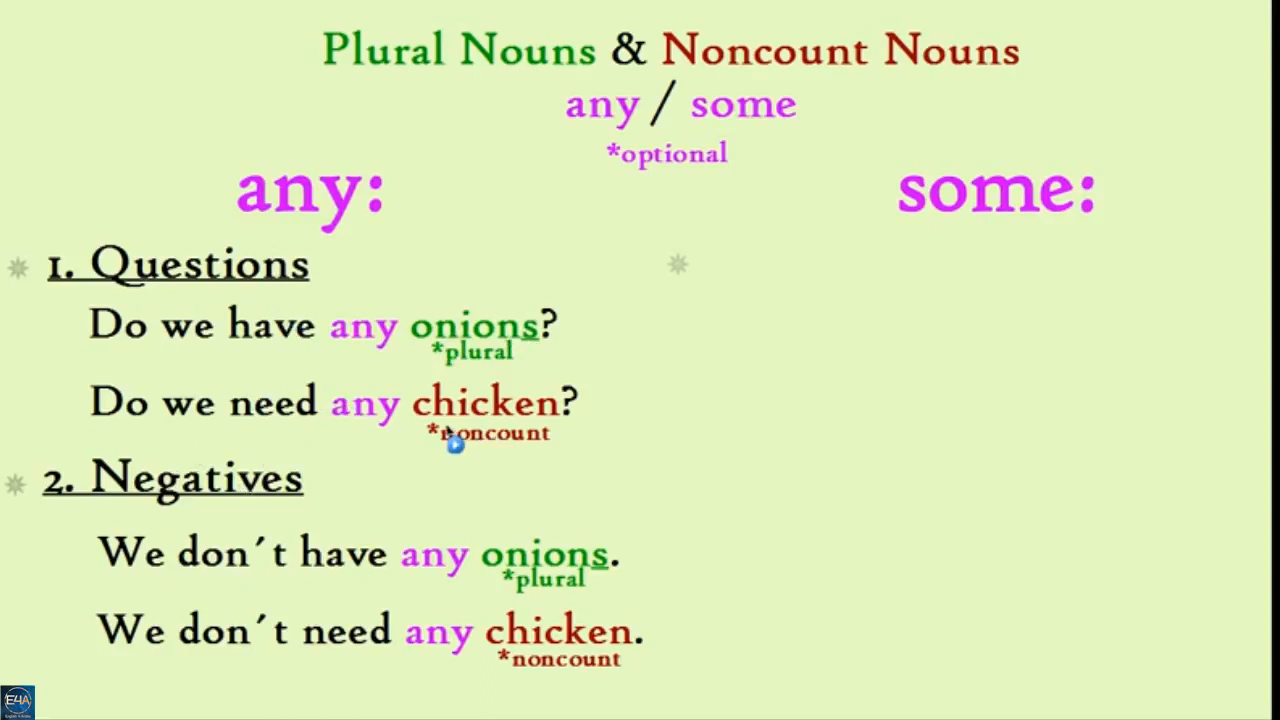 Plural Nouns & Noncount Nouns
any / some
*optional
any:
some:
1. Questions
Do we have any onions?
*plural
Do we need any chicken?
*noncount
2. Negatives
We don´t have any onions.
*plural
We don´t need any chicken.
*noncount
E4A